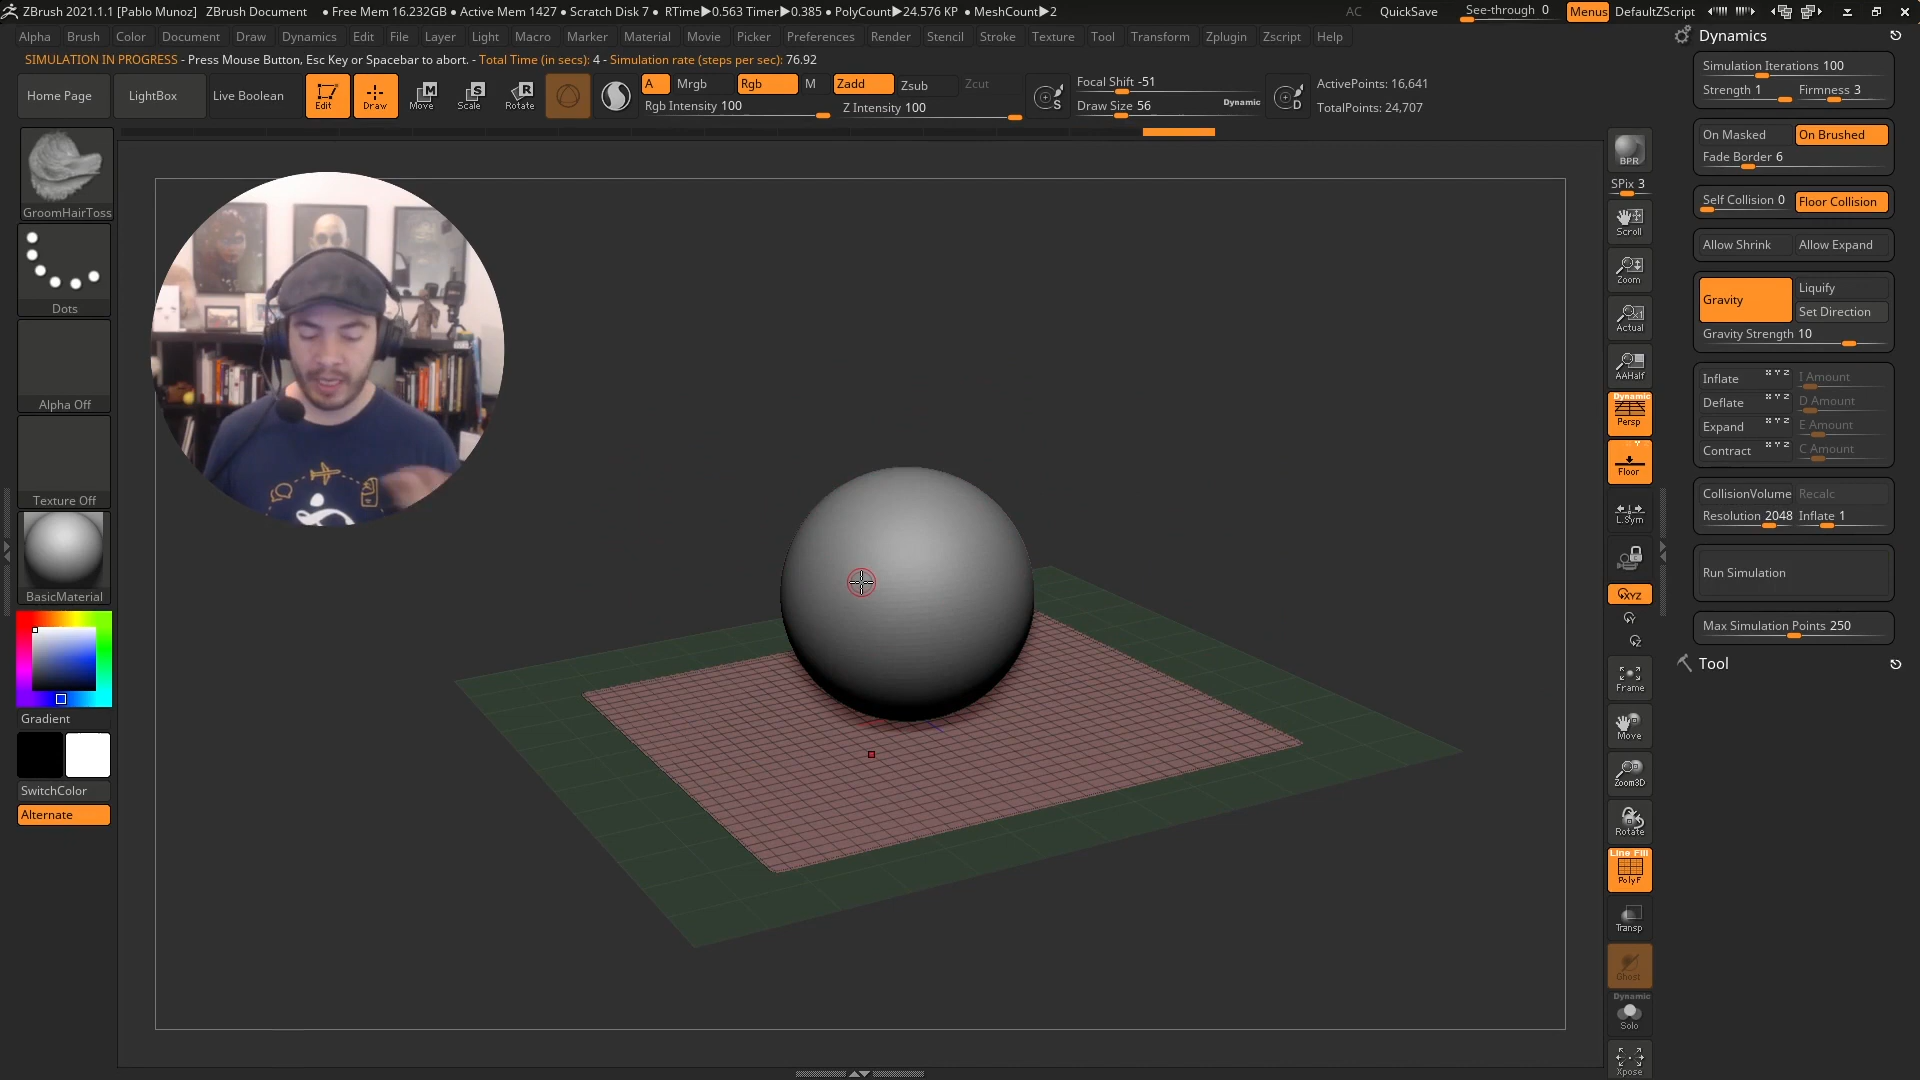 ZBrush 2021.1.1 [Pablo Munoz] ZBrush Document • Free Mem 16.232GB • Active Mem 1427 • Scratch Disk 7 • RTime▶0.563 Timer▶0.385 • PolyCount▶24.576 KP • MeshCount▶2 AC QuickSave See-through 0 Menus DefaultZScript
Alpha Brush Color Document Draw Dynamics Edit File Layer Light Macro Marker Material Movie Picker Preferences Render Stencil Stroke Texture Tool Transform Zplugin Zscript Help
SIMULATION IN PROGRESS - Press Mouse Button, Esc Key or Spacebar to abort. - Total Time (in secs): 4 - Simulation rate (steps per sec): 76.92
Home Page LightBox Live Boolean Edit Draw Move Scale Rotate
A Mrgb Rgb M Zadd Zsub Zcut
Rgb Intensity 100 Z Intensity 100
Focal Shift -51
Draw Size 56 Dynamic
ActivePoints: 16,641
TotalPoints: 24,707
GroomHairToss
Dots
Alpha Off
Texture Off
BasicMaterial
Gradient
SwitchColor
Alternate
BPR
SPix 3
Scroll
Zoom
Actual
AAHalf
Dynamic
Persp
Floor
L.Sym
XYZ
Y
Z
Frame
Move
Zoom3D
Rotate
Line Fill
PolyF
Transp
Ghost
Dynamic
Solo
Xpose
Dynamics
Simulation Iterations 100
Strength 1 Firmness 3
On Masked On Brushed
Fade Border 6
Self Collision 0 Floor Collision
Allow Shrink Allow Expand
Gravity Liquify
Set Direction
Gravity Strength 10
Inflate X Y Z I Amount
Deflate X Y Z D Amount
Expand X Y Z E Amount
Contract X Y Z C Amount
CollisionVolume Recalc
Resolution 2048 Inflate 1
Run Simulation
Max Simulation Points 250
Tool